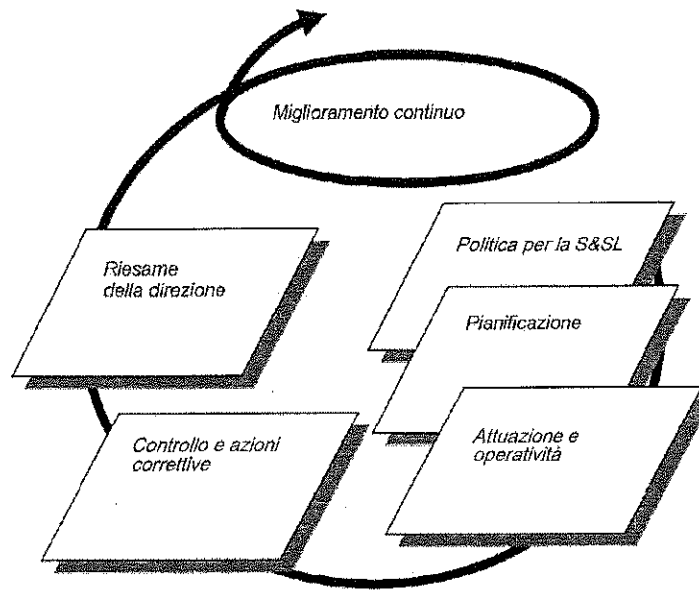 Miglioramento continuo
Politica per la S&SL
Pianificazione
Attuazione e
operatività
Controllo e azioni
correttive
Riesame
della direzione